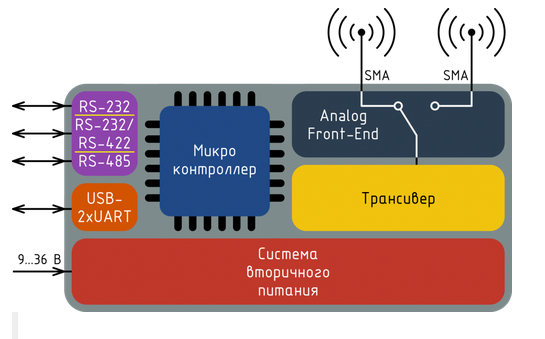 SMA
SMA
RS-232
RS-232/
RS-422
RS-485
Микро
контроллер
Analog
Front-End
USB-
2xUART
Трансивер
9...36 В
Система
вторичного
питания